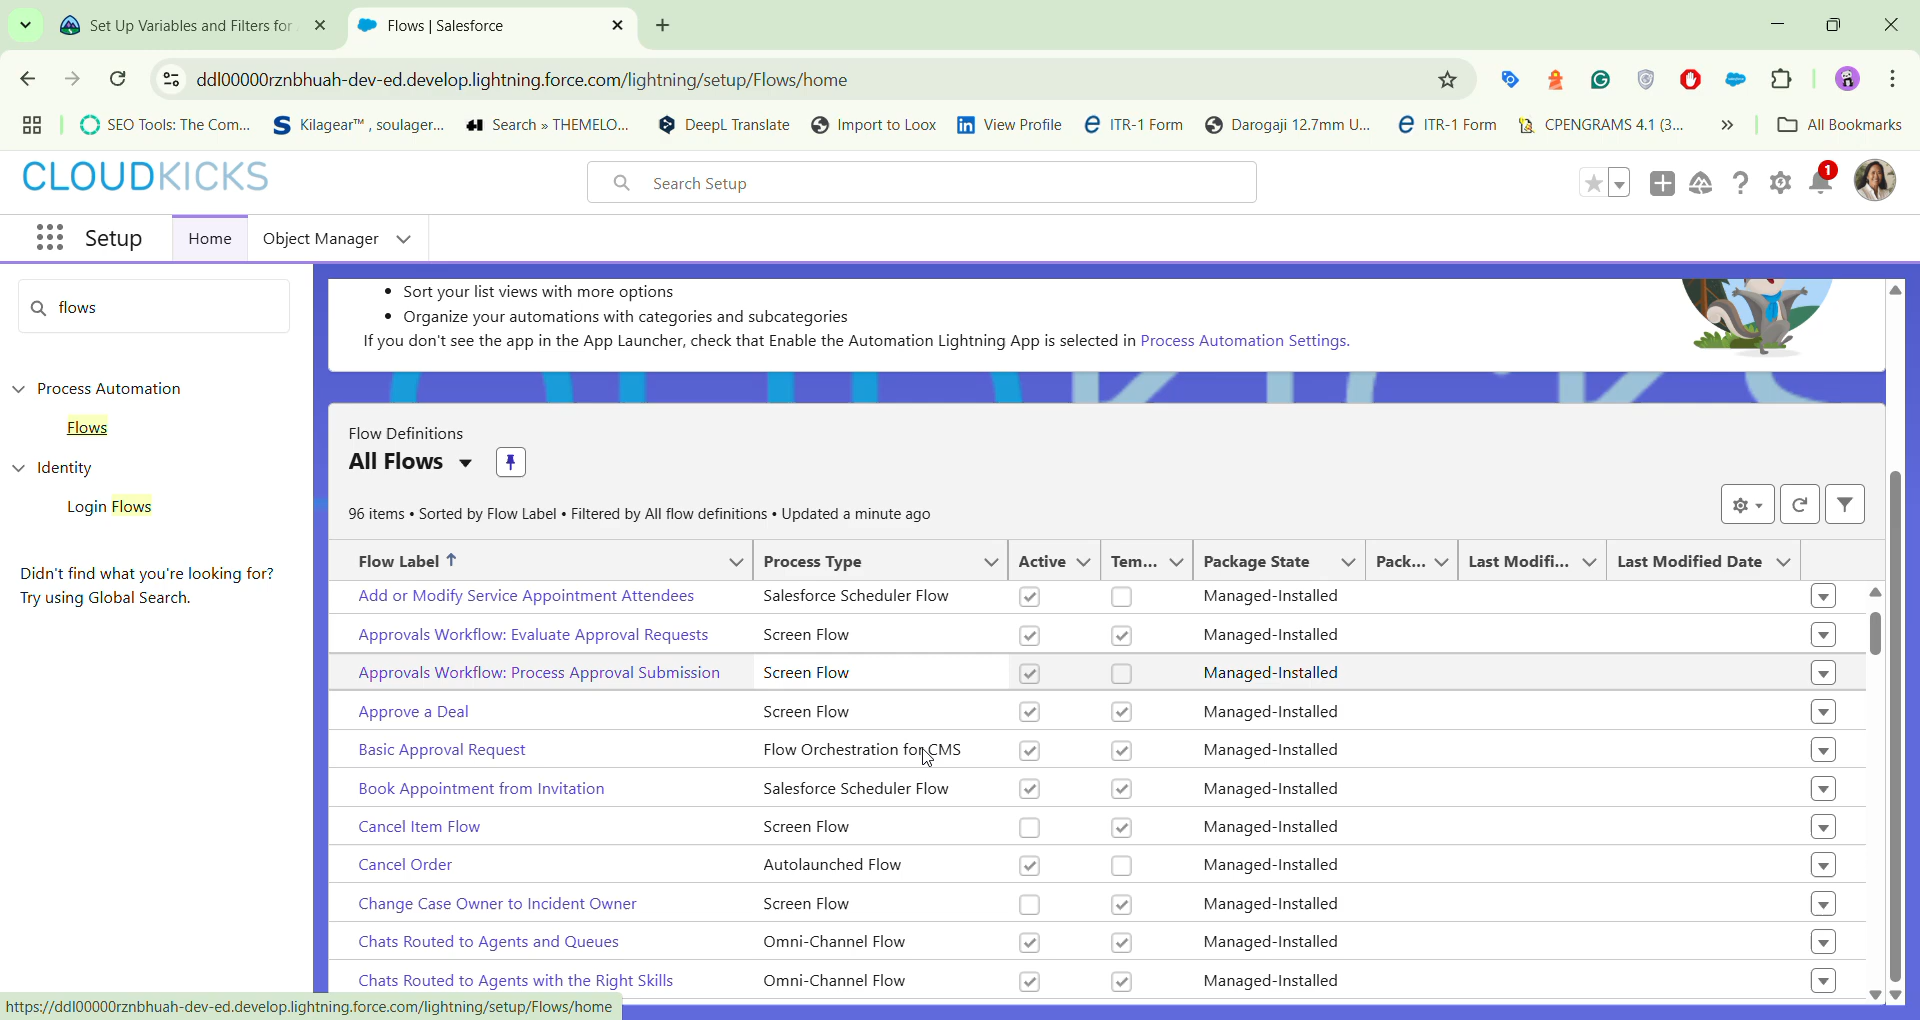 Set Up Variables and Filters for
Flows | Salesforce
ddl00000rznbhuah-dev-ed.develop.lightning.force.com/lightning/setup/Flows/home
SEO Tools: The Com...
Kilagear™ , soulager...
Search » THEMELO...
DeepL Translate
Import to Loox
View Profile
ITR-1 Form
Darogaji 12.7mm U...
ITR-1 Form
CPENGRAMS 4.1 (3...
»
All Bookmarks
CLOUDKICKS
Search Setup
1
Setup
Home
Object Manager
flows
Process Automation
Flows
Identity
Login Flows
Didn't find what you're looking for?
Try using Global Search.
• Sort your list views with more options
• Organize your automations with categories and subcategories
If you don't see the app in the App Launcher, check that Enable the Automation Lightning App is selected in Process Automation Settings.
Flow Definitions
All Flows
96 items • Sorted by Flow Label • Filtered by All flow definitions • Updated a minute ago
Flow Label ↑ Process Type Active Tem... Package State Pack... Last Modifi... Last Modified Date
Add or Modify Service Appointment Attendees Salesforce Scheduler Flow Managed-Installed
Approvals Workflow: Evaluate Approval Requests Screen Flow Managed-Installed
Approvals Workflow: Process Approval Submission Screen Flow Managed-Installed
Approve a Deal Screen Flow Managed-Installed
Basic Approval Request Flow Orchestration for CMS Managed-Installed
Book Appointment from Invitation Salesforce Scheduler Flow Managed-Installed
Cancel Item Flow Screen Flow Managed-Installed
Cancel Order Autolaunched Flow Managed-Installed
Change Case Owner to Incident Owner Screen Flow Managed-Installed
Chats Routed to Agents and Queues Omni-Channel Flow Managed-Installed
Chats Routed to Agents with the Right Skills Omni-Channel Flow Managed-Installed
https://ddl00000rznbhuah-dev-ed.develop.lightning.force.com/lightning/setup/Flows/home